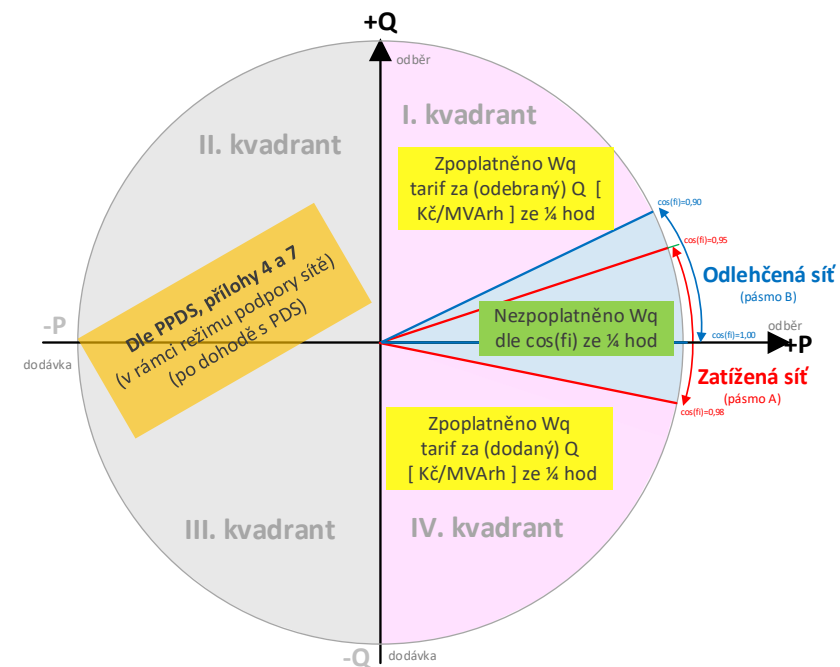 +Q
odběr
I. kvadrant
II. kvadrant
Zpoplatněno Wq
tarif za (odebraný) Q [
Kč/MVArh ] ze ¼ hod
cos(fi)=0,90
cos(fi)=0,95
Odlehčená síť
(pásmo B)
Dle PPDS, přílohy 4 a 7
(v rámci režimu podpory sítě)
(po dohodě s PDS)
Nezpoplatněno Wq
dle cos(fi) ze ¼ hod
-P
dodávka
cos(fi)=1,00
odběr
+P
Zatížená síť
(pásmo A)
cos(fi)=0,98
Zpoplatněno Wq
tarif za (dodaný) Q
[ Kč/MVArh ] ze ¼ hod
III. kvadrant
IV. kvadrant
-Q
dodávka